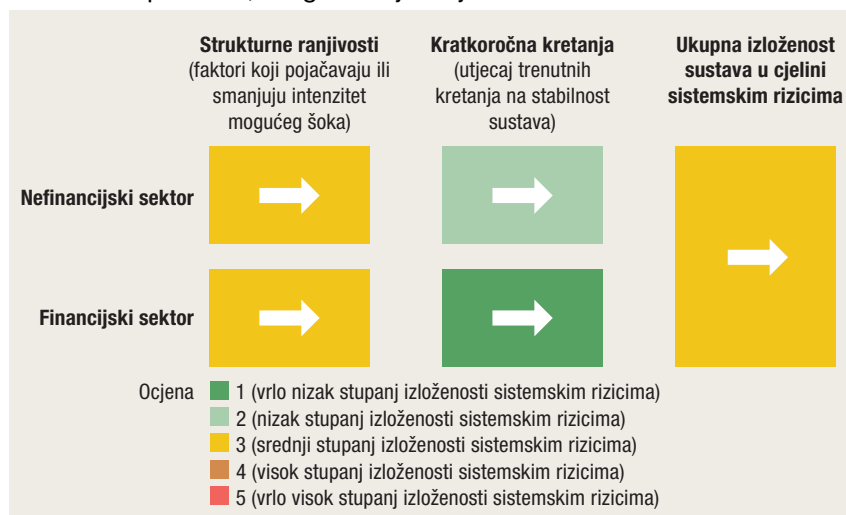 Strukturne ranjivosti
(faktori koji pojačavaju ili
smanjuju intenzitet
mogućeg šoka)
Kratkoročna kretanja
(utjecaj trenutnih
kretanja na stabilnost
sustava)
Ukupna izloženost
sustava u cjelini
sistemskim rizicima
Nefinancijski sektor
Financijski sektor
Ocjena
1 (vrlo nizak stupanj izloženosti sistemskim rizicima)
2 (nizak stupanj izloženosti sistemskim rizicima)
3 (srednji stupanj izloženosti sistemskim rizicima)
4 (visok stupanj izloženosti sistemskim rizicima)
5 (vrlo visok stupanj izloženosti sistemskim rizicima)